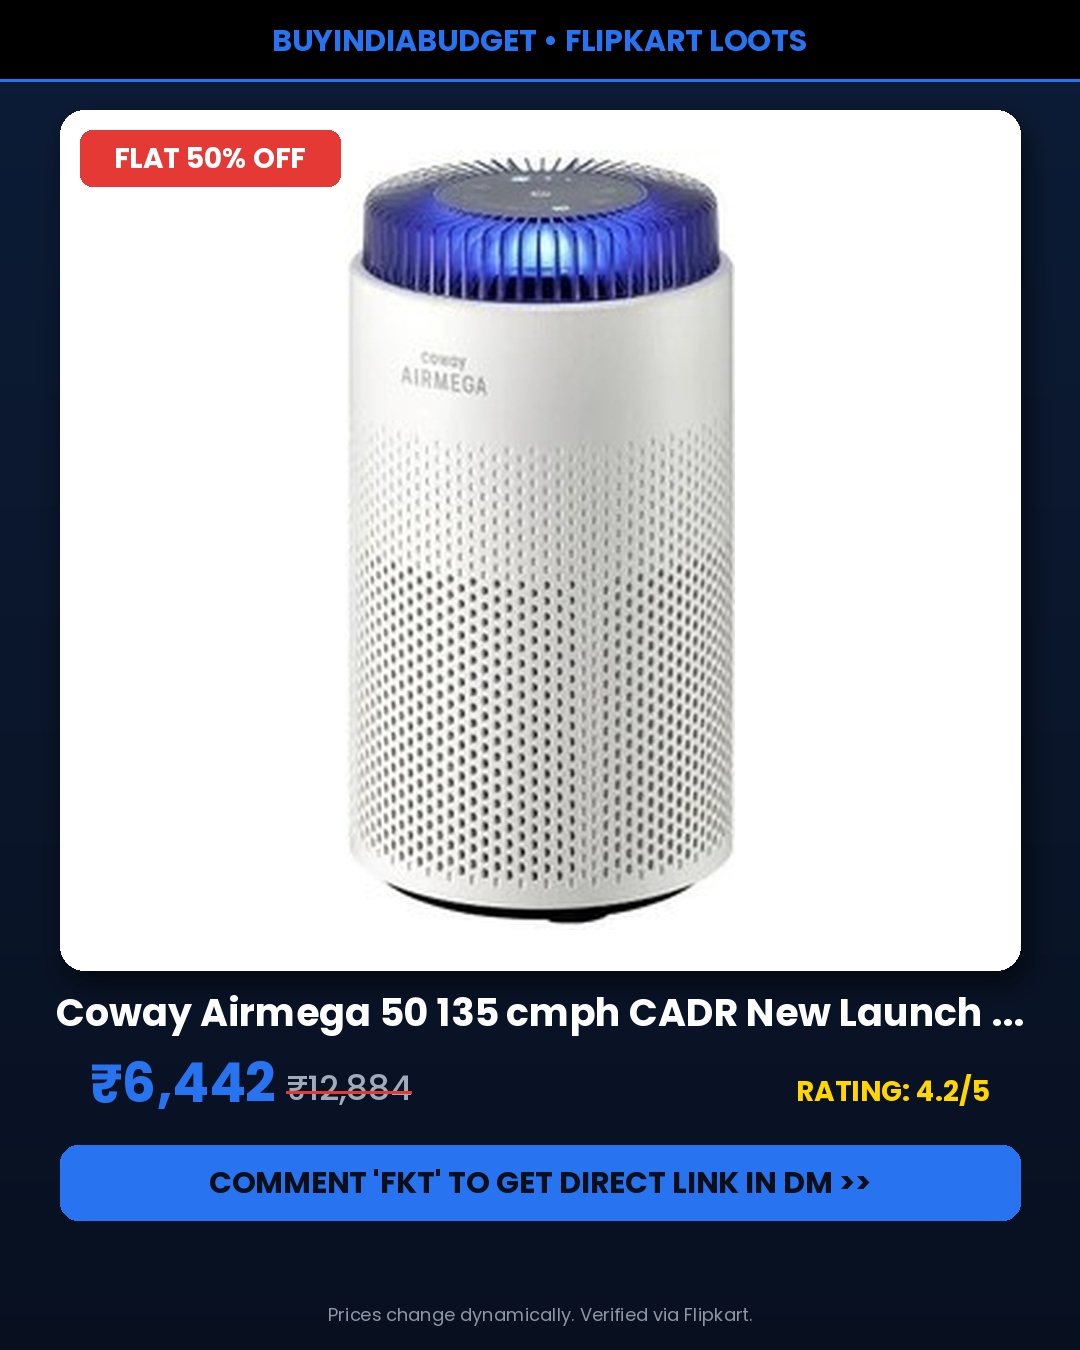 BUYINDIABUDGET • FLIPKART LOOTS
FLAT 50% OFF
coway
AIRMEGA
Coway Airmega 50 135 cmph CADR New Launch ...
₹6,442 ₹12,884
RATING: 4.2/5
COMMENT 'FKT' TO GET DIRECT LINK IN DM >>
Prices change dynamically. Verified via Flipkart.